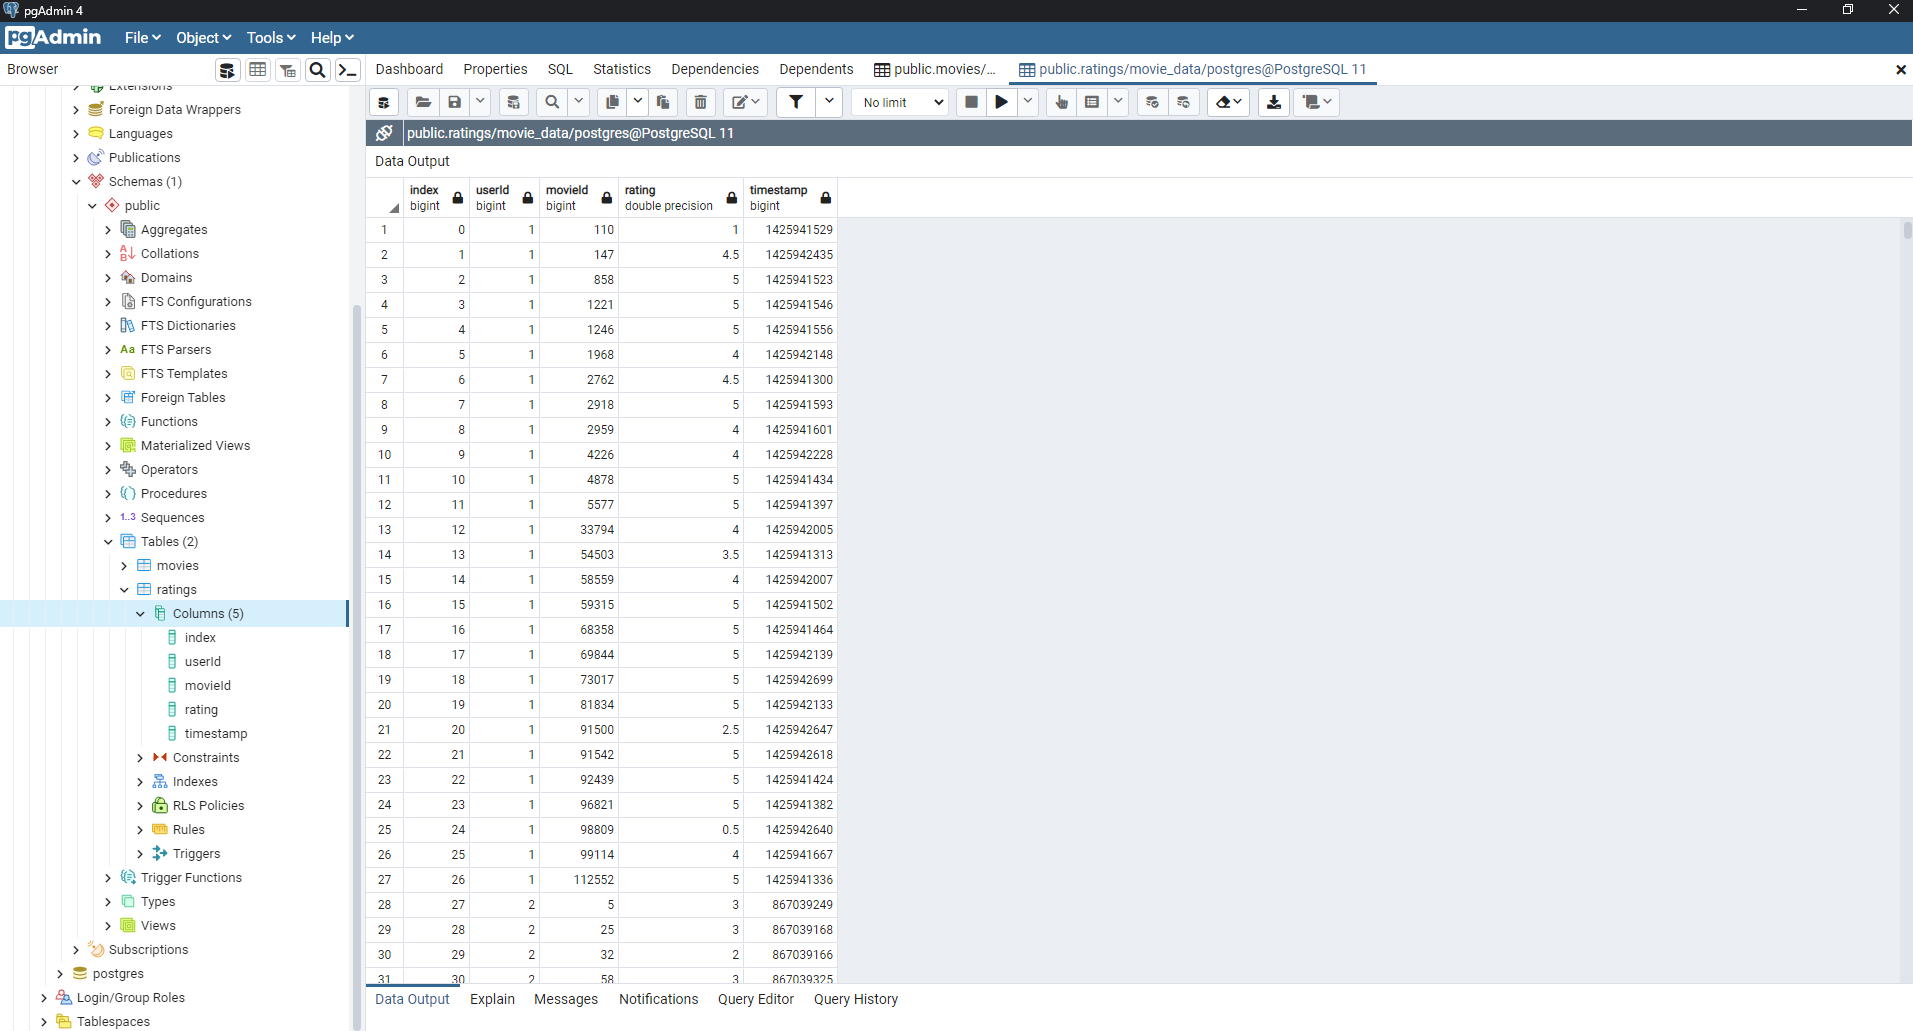 pgAdmin 4
pgAdmin File Object Tools Help
Browser
Dashboard Properties SQL Statistics Dependencies Dependents public.movies/... public.ratings/movie_data/postgres@PostgreSQL 11
No limit
public.ratings/movie_data/postgres@PostgreSQL 11
Extensions
Foreign Data Wrappers
Languages
Publications
Schemas (1)
public
Aggregates
Collations
Domains
FTS Configurations
FTS Dictionaries
Aa FTS Parsers
FTS Templates
Foreign Tables
Functions
Materialized Views
Operators
Procedures
1..3 Sequences
Tables (2)
movies
ratings
Columns (5)
index
userId
movieId
rating
timestamp
Constraints
Indexes
RLS Policies
Rules
Triggers
Trigger Functions
Types
Views
Subscriptions
postgres
Login/Group Roles
Tablespaces
Data Output
index userId movieId rating timestamp
bigint bigint bigint double precision bigint
1 0 1 110 1 1425941529
2 1 1 147 4.5 1425942435
3 2 1 858 5 1425941523
4 3 1 1221 5 1425941546
5 4 1 1246 5 1425941556
6 5 1 1968 4 1425942148
7 6 1 2762 4.5 1425941300
8 7 1 2918 5 1425941593
9 8 1 2959 4 1425941601
10 9 1 4226 4 1425942228
11 10 1 4878 5 1425941434
12 11 1 5577 5 1425941397
13 12 1 33794 4 1425942005
14 13 1 54503 3.5 1425941313
15 14 1 58559 4 1425942007
16 15 1 59315 5 1425941502
17 16 1 68358 5 1425941464
18 17 1 69844 5 1425942139
19 18 1 73017 5 1425942699
20 19 1 81834 5 1425942133
21 20 1 91500 2.5 1425942647
22 21 1 91542 5 1425942618
23 22 1 92439 5 1425941424
24 23 1 96821 5 1425941382
25 24 1 98809 0.5 1425942640
26 25 1 99114 4 1425941667
27 26 1 112552 5 1425941336
28 27 2 5 3 867039249
29 28 2 25 3 867039168
30 29 2 32 2 867039166
31 30 2 58 3 867039325
Data Output Explain Messages Notifications Query Editor Query History